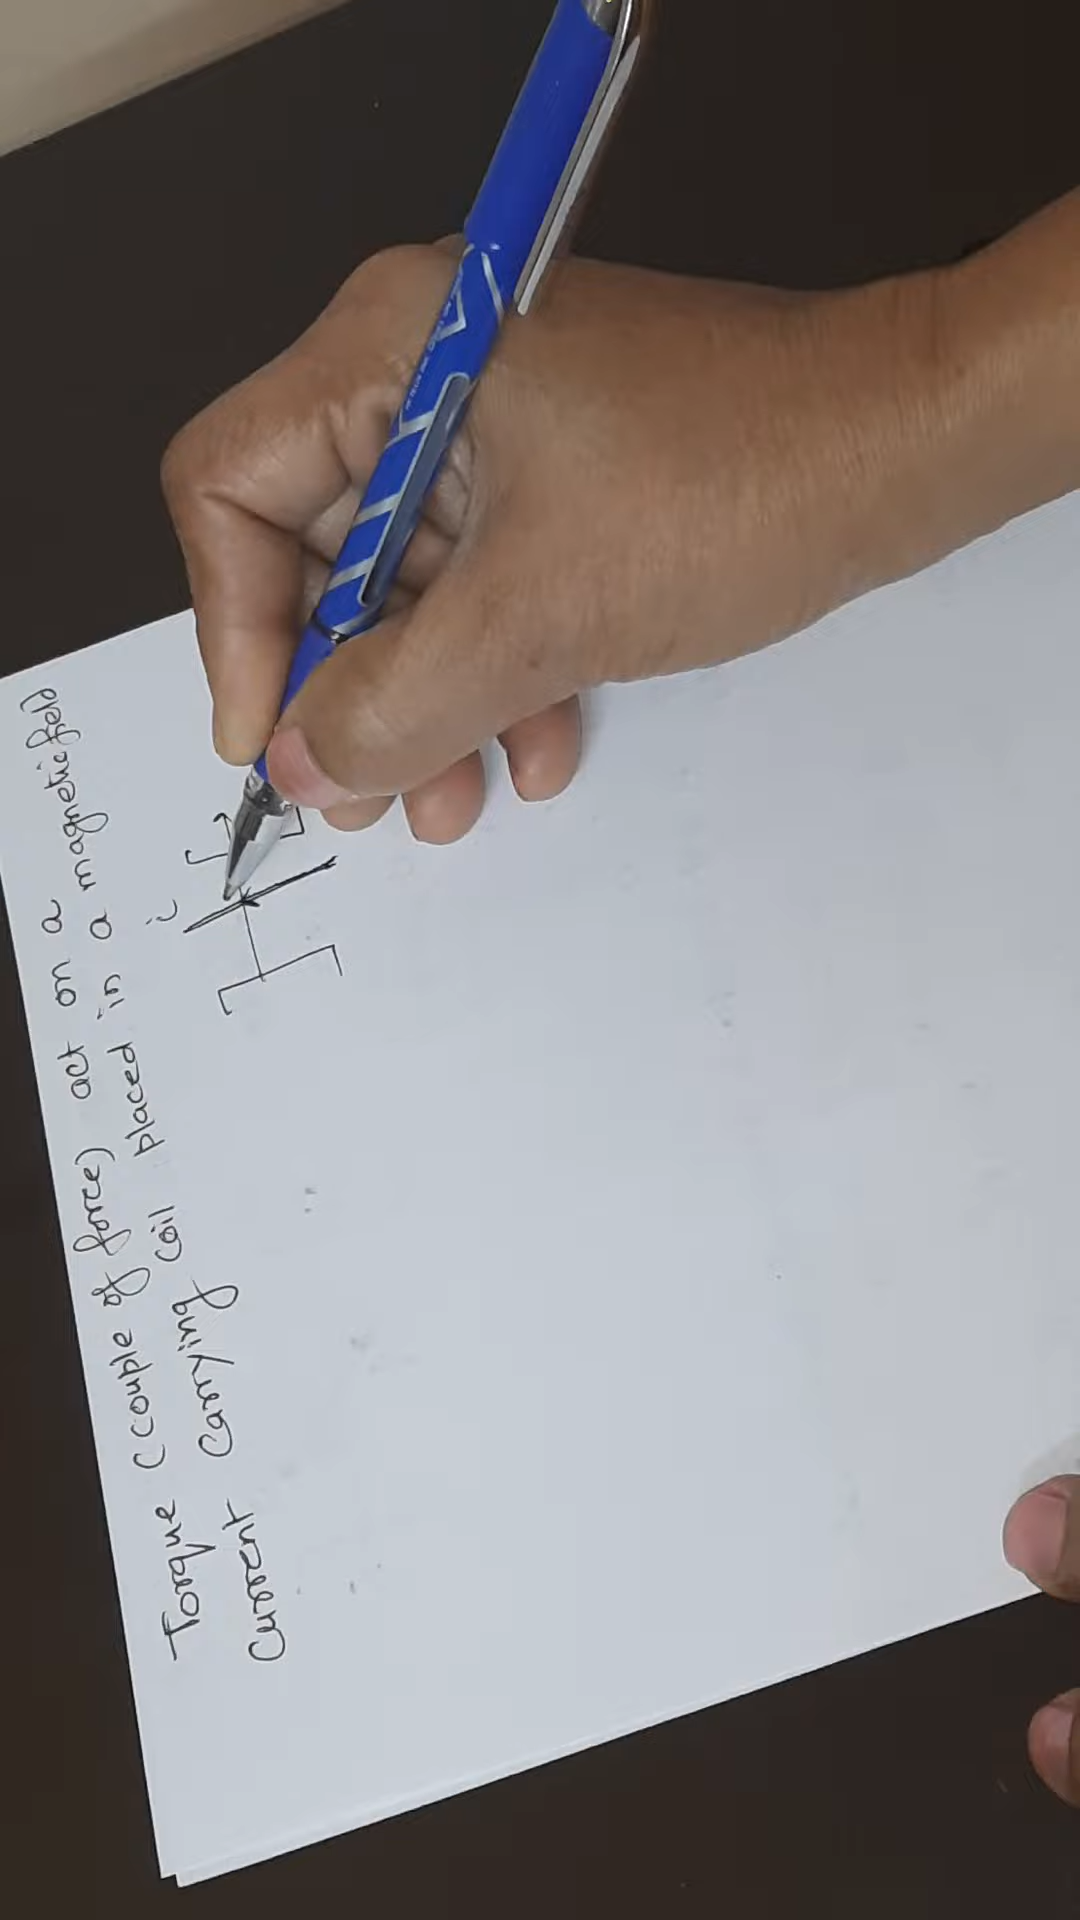 Torque (couple of force) act on a
current carrying coil placed in a magnetic field
i